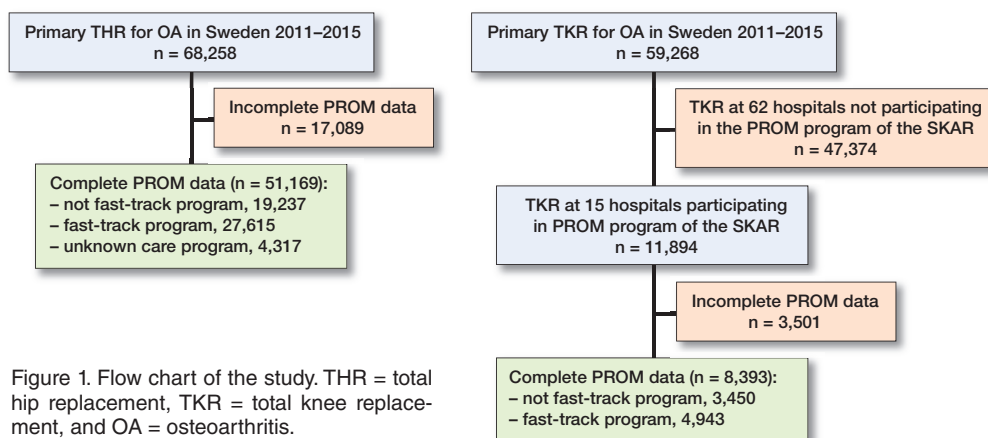 Primary THR for OA in Sweden 2011–2015
n = 68,258
Incomplete PROM data
n = 17,089
Complete PROM data (n = 51,169):
– not fast-track program, 19,237
– fast-track program, 27,615
– unknown care program, 4,317
Primary TKR for OA in Sweden 2011–2015
n = 59,268
TKR at 62 hospitals not participating
in the PROM program of the SKAR
n = 47,374
TKR at 15 hospitals participating
in PROM program of the SKAR
n = 11,894
Incomplete PROM data
n = 3,501
Complete PROM data (n = 8,393):
– not fast-track program, 3,450
– fast-track program, 4,943
Figure 1. Flow chart of the study. THR = total
hip replacement, TKR = total knee replace-
ment, and OA = osteoarthritis.